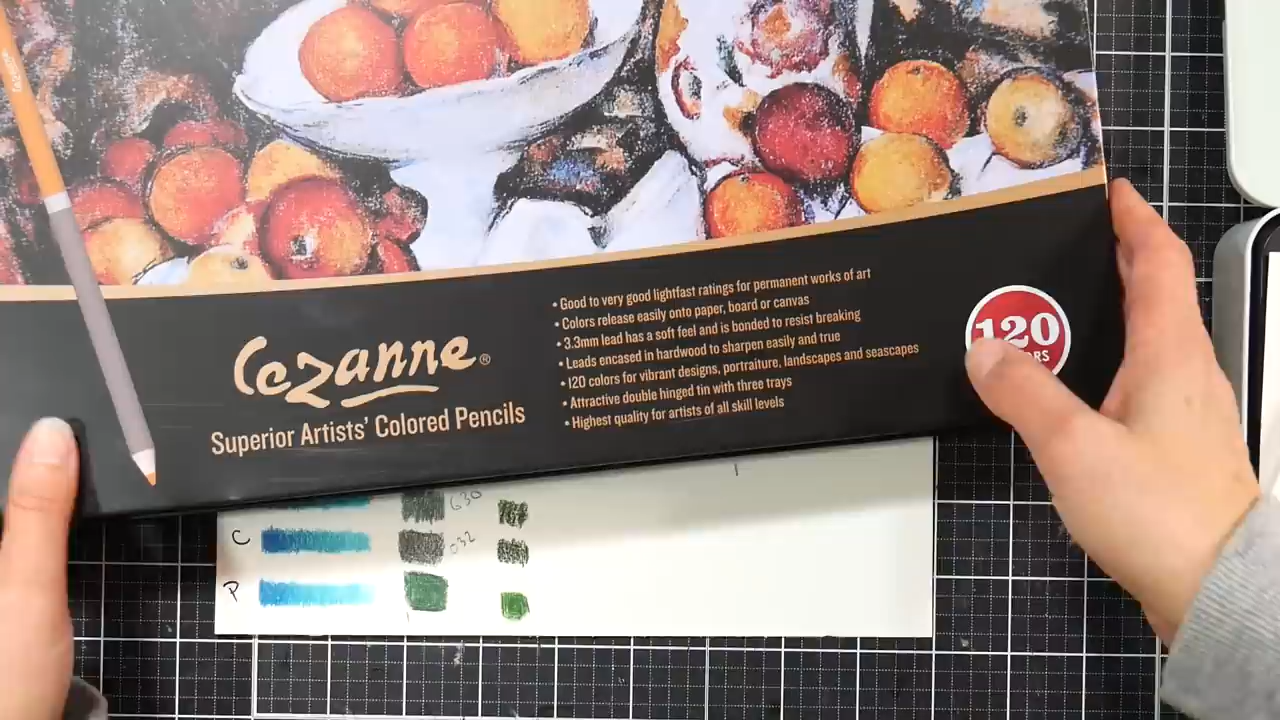 Cezanne
Cezanne®
Superior Artists' Colored Pencils
• Good to very good lightfast ratings for permanent works of art
• Colors release easily onto paper, board or canvas
• 3.3mm lead has a soft feel and is bonded to resist breaking
• Leads encased in hardwood to sharpen easily and true
• 120 colors for vibrant designs, portraiture, landscapes and seascapes
• Attractive double hinged tin with three trays
• Highest quality for artists of all skill levels
120
630
C
032
P